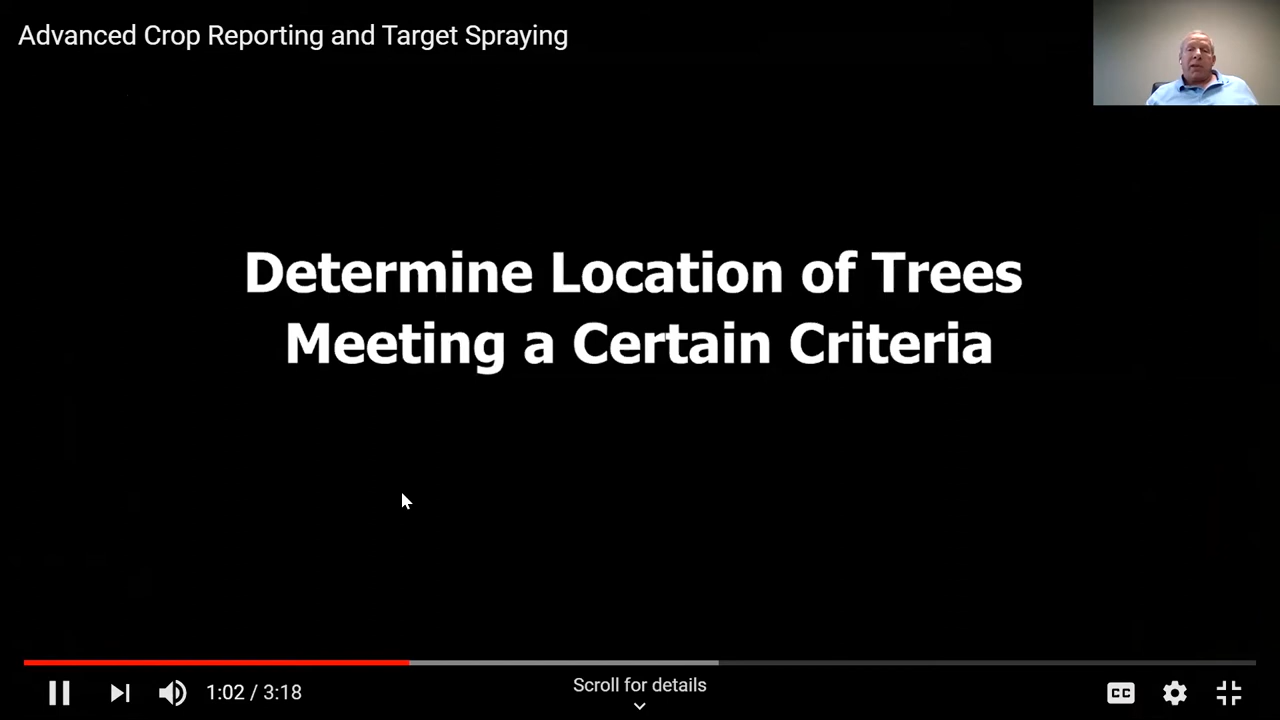 Advanced Crop Reporting and Target Spraying
Determine Location of Trees
Meeting a Certain Criteria
1:02 / 3:18
Scroll for details
CC